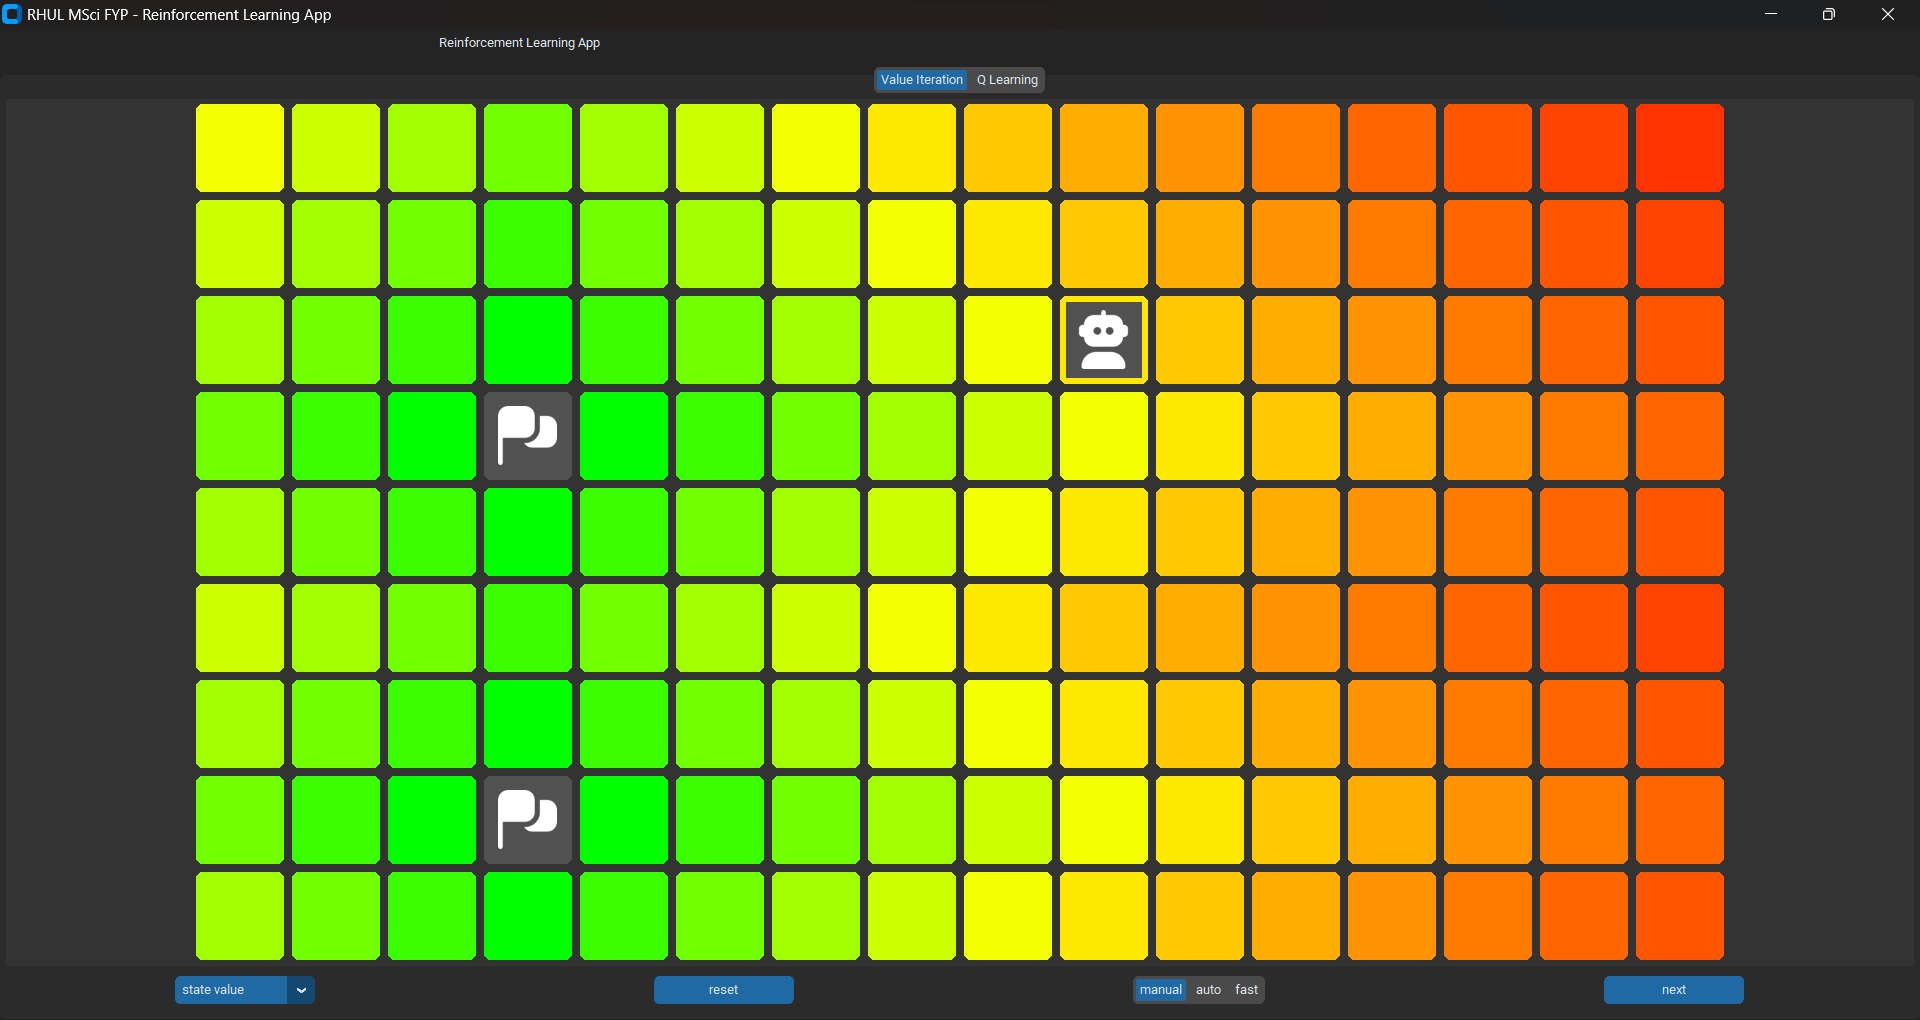 RHUL MSci FYP - Reinforcement Learning App
Reinforcement Learning App
Value Iteration Q Learning
state value reset manual auto fast next